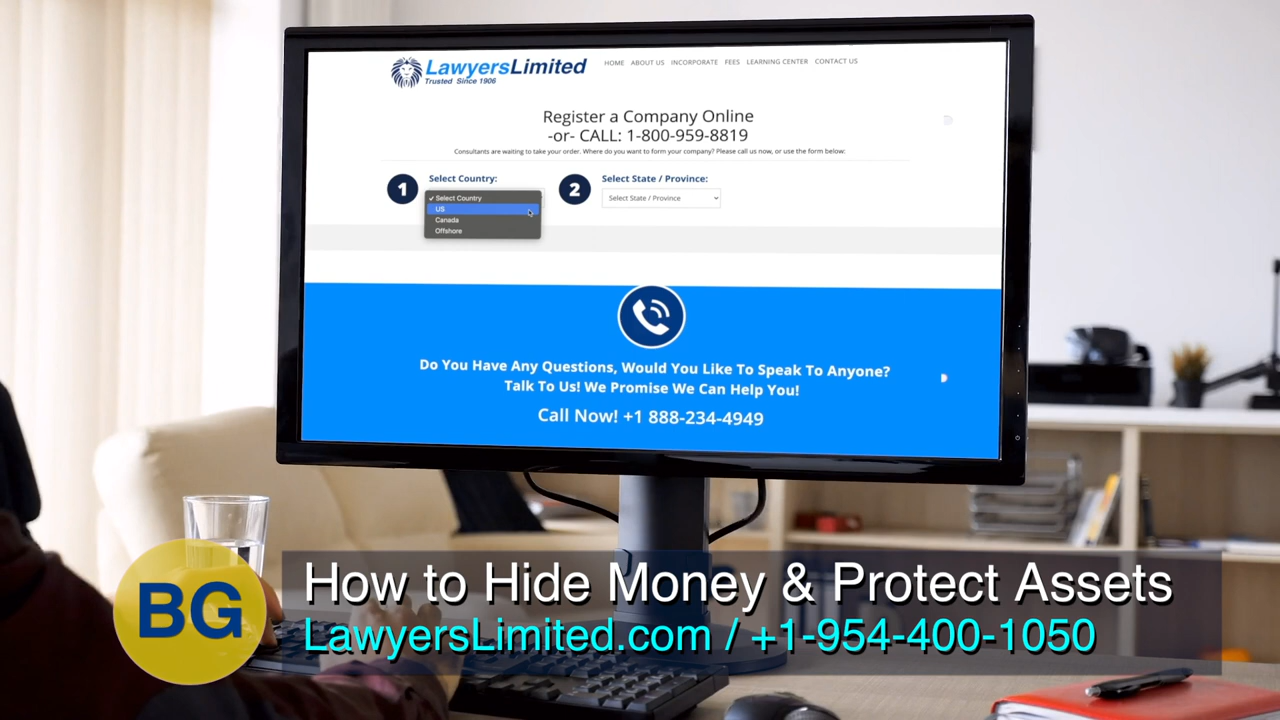 LawyersLimited
Trusted Since 1906
HOME ABOUT US INCORPORATE FEES LEARNING CENTER CONTACT US
Register a Company Online
-or- CALL: 1-800-959-8819
Consultants are waiting to take your order. Where do you want to form your company? Please call us now, or use the form below:
1 Select Country:
✓ Select Country
US
Canada
Offshore
2 Select State / Province:
Select State / Province
Do You Have Any Questions, Would You Like To Speak To Anyone?
Talk To Us! We Promise We Can Help You!
Call Now! +1 888-234-4949
BG
How to Hide Money & Protect Assets
LawyersLimited.com / +1-954-400-1050